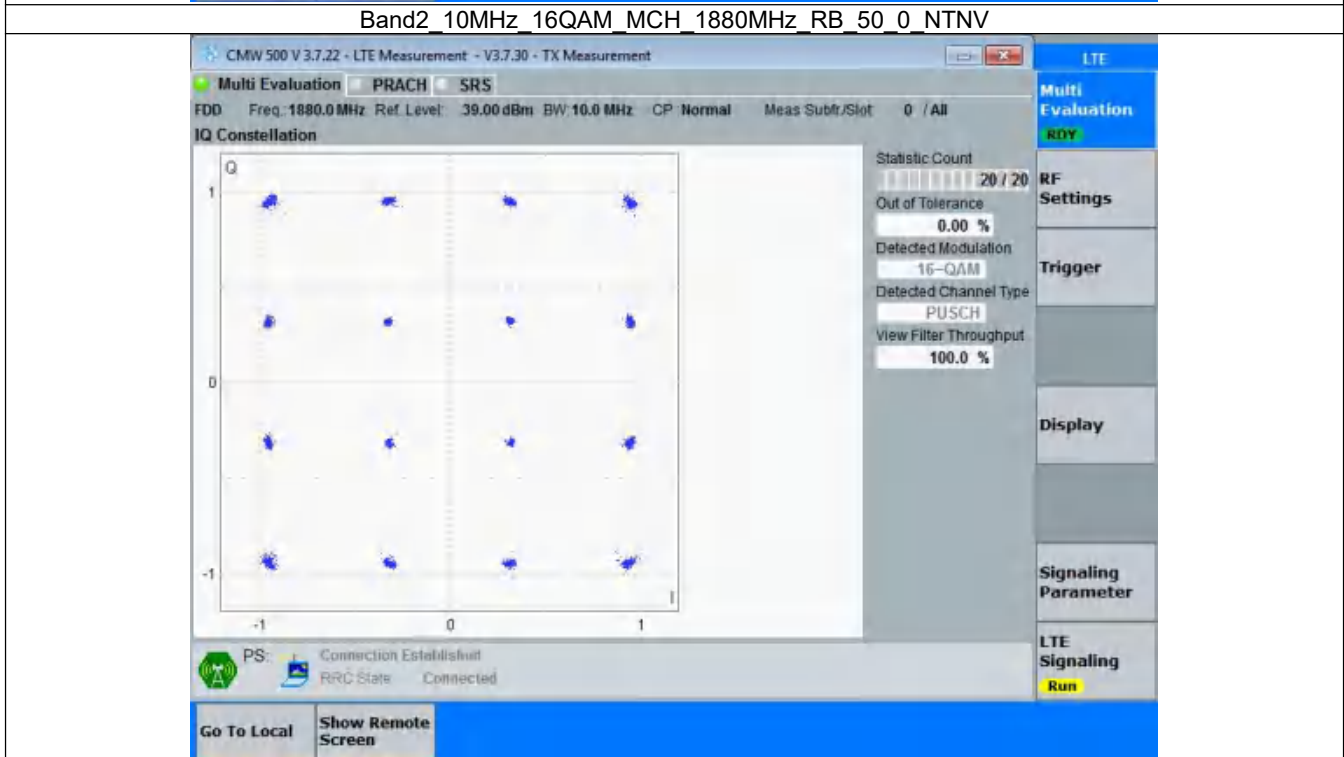 Band2_10MHz_16QAM_MCH_1880MHz_RB_50_0_NTNV
CMW 500 V 3.7.22 - LTE Measurement - V3.7.30 - TX Measurement
LTE
Multi Evaluation PRACH SRS
FDD Freq.: 1880.0 MHz Ref. Level: 39.00 dBm BW: 10.0 MHz CP: Normal Meas Subfr./Slot: 0 / All
IQ Constellation
Q
1
0
-1
I
-1 0 1
Statistic Count
20 / 20
Out of Tolerance
0.00 %
Detected Modulation
16-QAM
Detected Channel Type
PUSCH
View Filter Throughput
100.0 %
Multi
Evaluation
RDY
RF
Settings
Trigger
Display
Signaling
Parameter
LTE
Signaling
Run
PS: Connection Established
RRC State Connected
Go To Local
Show Remote
Screen